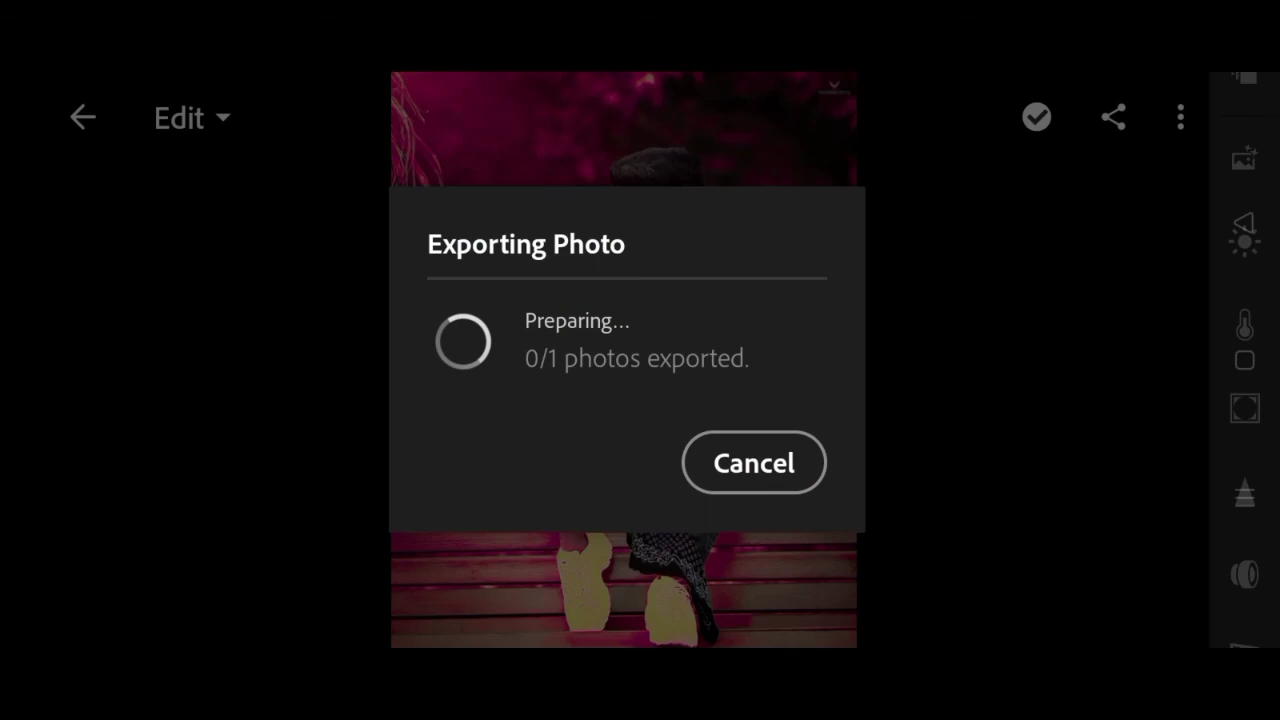 Edit
Exporting Photo
Preparing...
0/1 photos exported.
Cancel